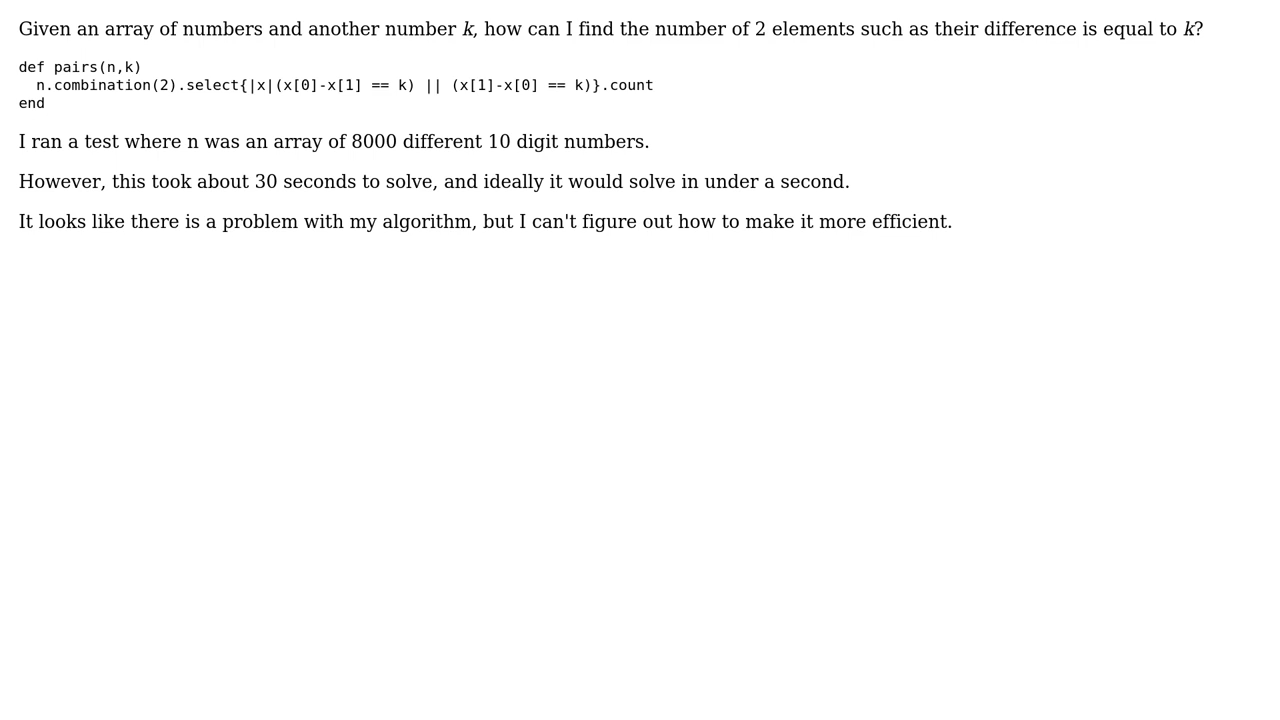 Given an array of numbers and another number k, how can I find the number of 2 elements such as their difference is equal to k?
def pairs(n,k)
  n.combination(2).select{|x|(x[0]-x[1] == k) || (x[1]-x[0] == k)}.count
end
I ran a test where n was an array of 8000 different 10 digit numbers.
However, this took about 30 seconds to solve, and ideally it would solve in under a second.
It looks like there is a problem with my algorithm, but I can't figure out how to make it more efficient.